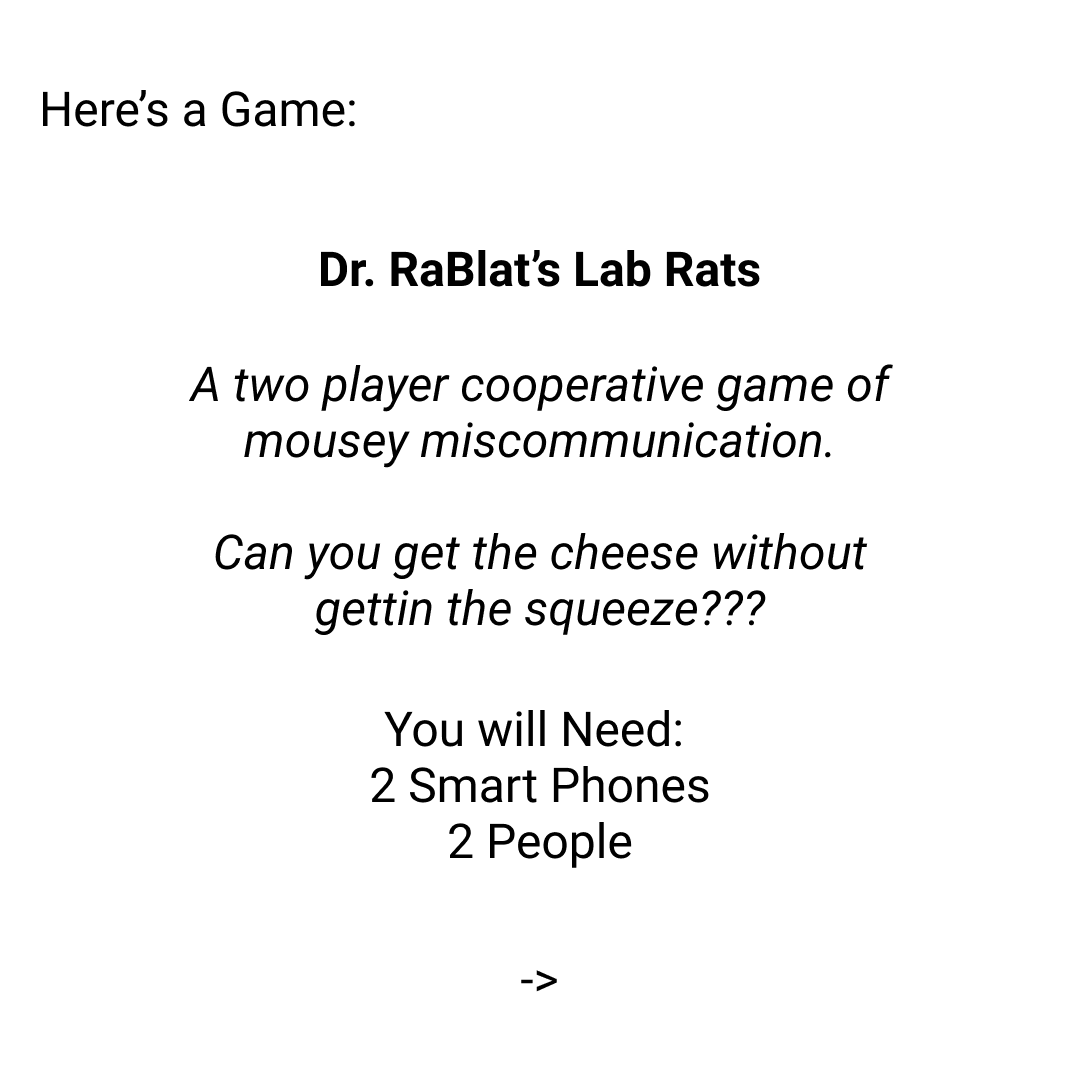 Here’s a Game:
Dr. RaBlat’s Lab Rats
A two player cooperative game of
mousey miscommunication.
Can you get the cheese without
gettin the squeeze???
You will Need:
2 Smart Phones
2 People
->